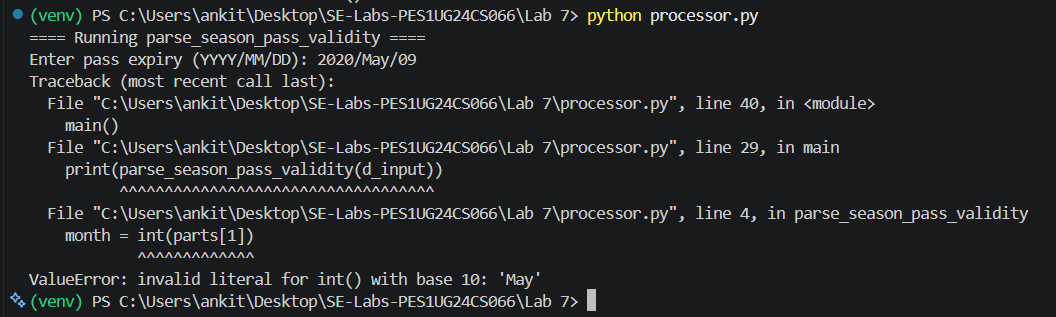 (venv) PS C:\Users\ankit\Desktop\SE-Labs-PES1UG24CS066\Lab 7> python processor.py
==== Running parse_season_pass_validity ====
Enter pass expiry (YYYY/MM/DD): 2020/May/09
Traceback (most recent call last):
  File "C:\Users\ankit\Desktop\SE-Labs-PES1UG24CS066\Lab 7\processor.py", line 40, in <module>
    main()
  File "C:\Users\ankit\Desktop\SE-Labs-PES1UG24CS066\Lab 7\processor.py", line 29, in main
    print(parse_season_pass_validity(d_input))
          ^^^^^^^^^^^^^^^^^^^^^^^^^^^^^^^^^^^
  File "C:\Users\ankit\Desktop\SE-Labs-PES1UG24CS066\Lab 7\processor.py", line 4, in parse_season_pass_validity
    month = int(parts[1])
            ^^^^^^^^^^^^^
ValueError: invalid literal for int() with base 10: 'May'
(venv) PS C:\Users\ankit\Desktop\SE-Labs-PES1UG24CS066\Lab 7>